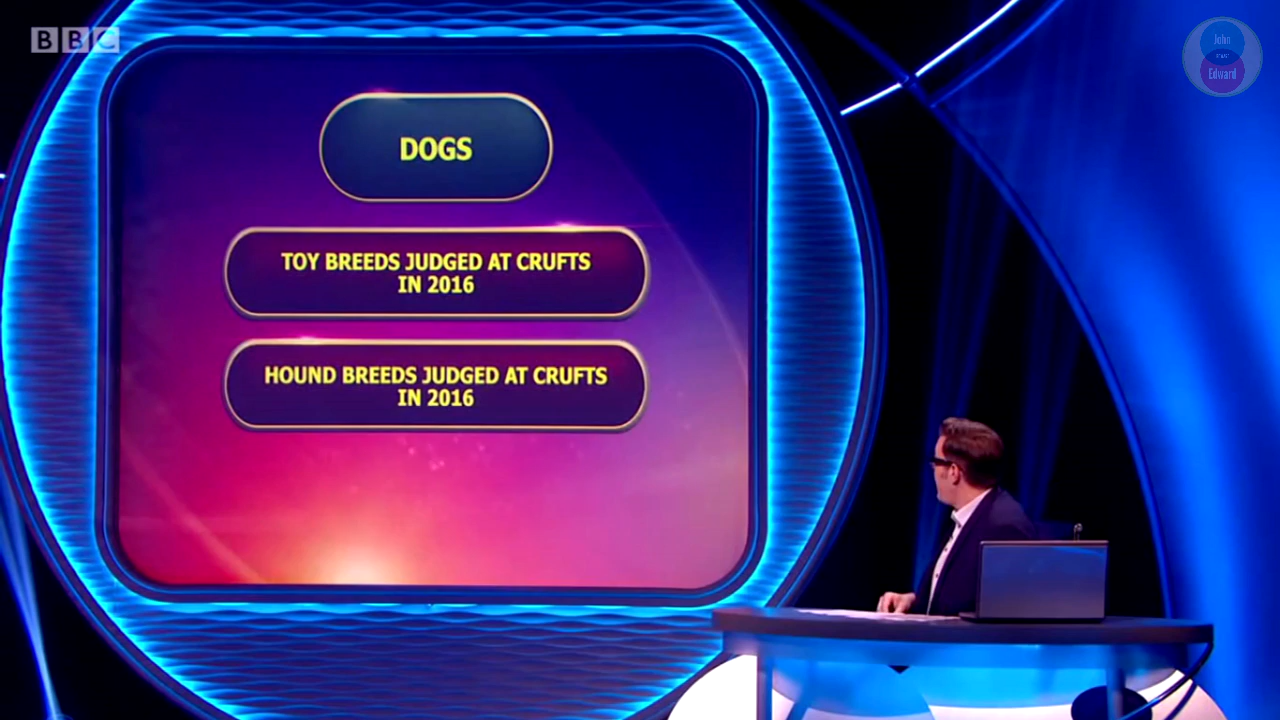 BBC
John
Edward
DOGS
TOY BREEDS JUDGED AT CRUFTS
IN 2016
HOUND BREEDS JUDGED AT CRUFTS
IN 2016